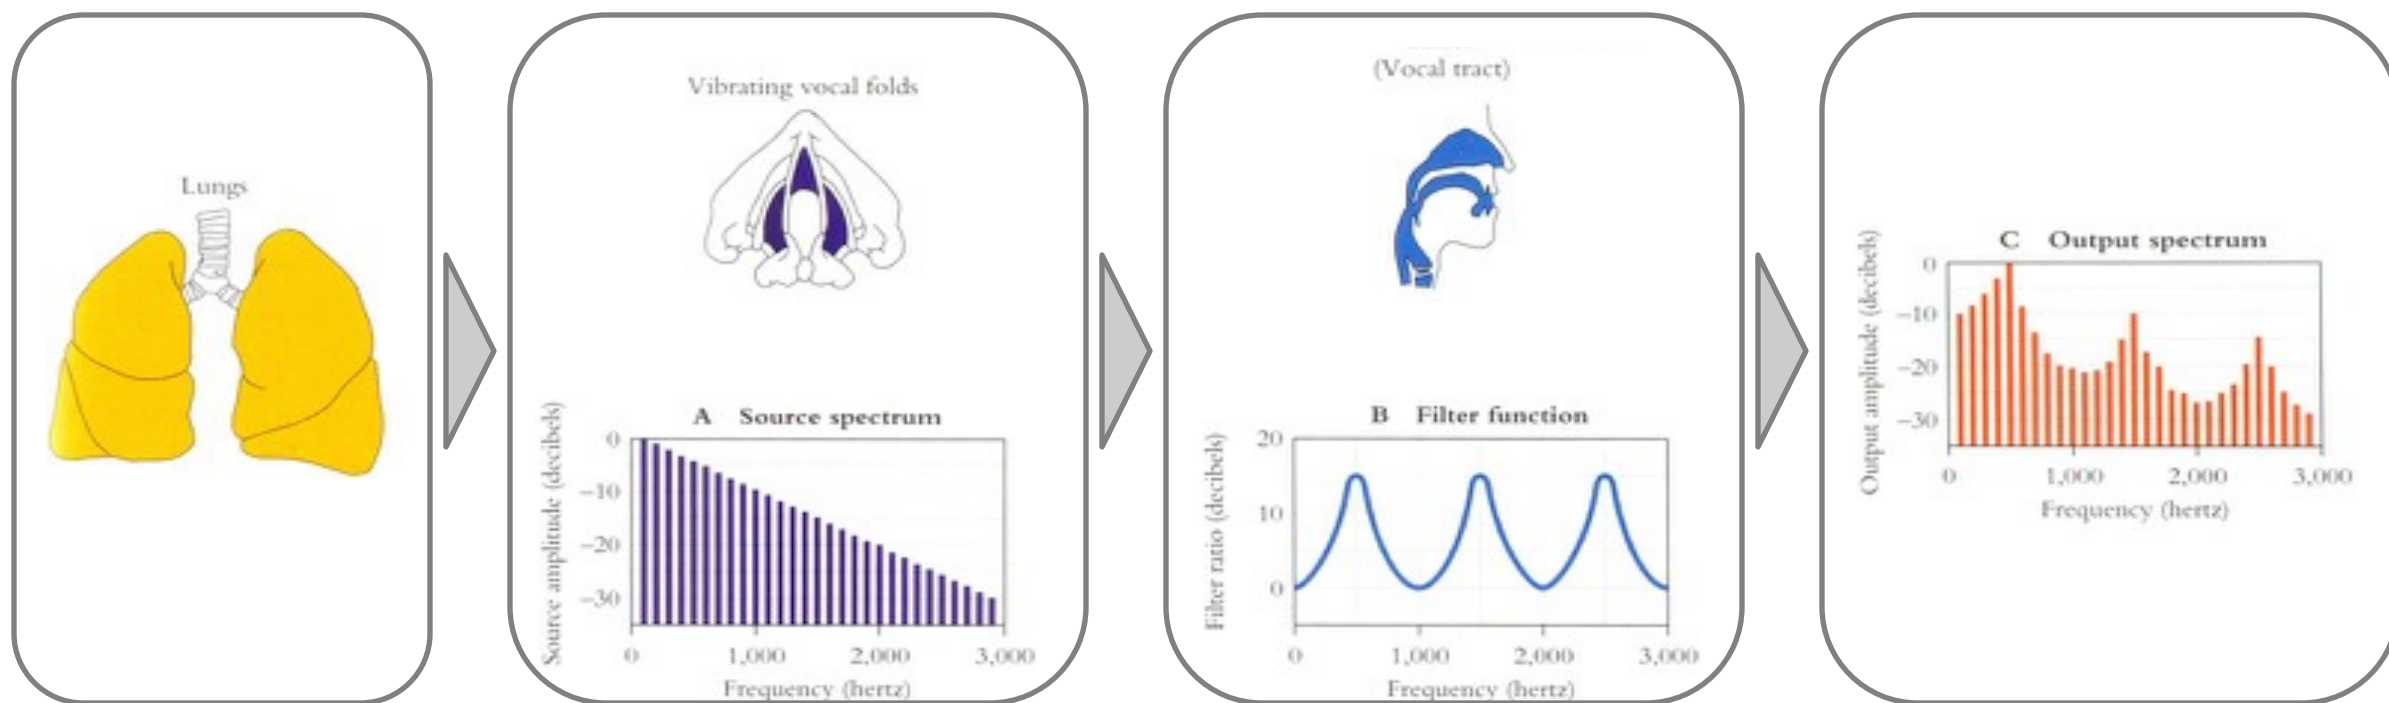 Lungs
Vibrating vocal folds
A Source spectrum
Source amplitude (decibels)
0
−10
−20
−30
0 1,000 2,000 3,000
Frequency (hertz)
(Vocal tract)
B Filter function
Filter ratio (decibels)
20
10
0
0 1,000 2,000 3,000
Frequency (hertz)
C Output spectrum
Output amplitude (decibels)
0
−10
−20
−30
0 1,000 2,000 3,000
Frequency (hertz)